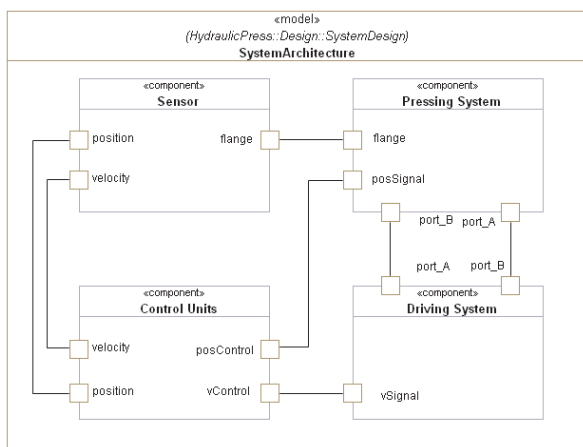 «model»
(HydraulicPress::Design::SystemDesign)
SystemArchitecture
«component»
Sensor
position
flange
velocity
«component»
Pressing System
flange
posSignal
port_B port_A
port_A port_B
«component»
Control Units
velocity
posControl
position
vControl
«component»
Driving System
vSignal